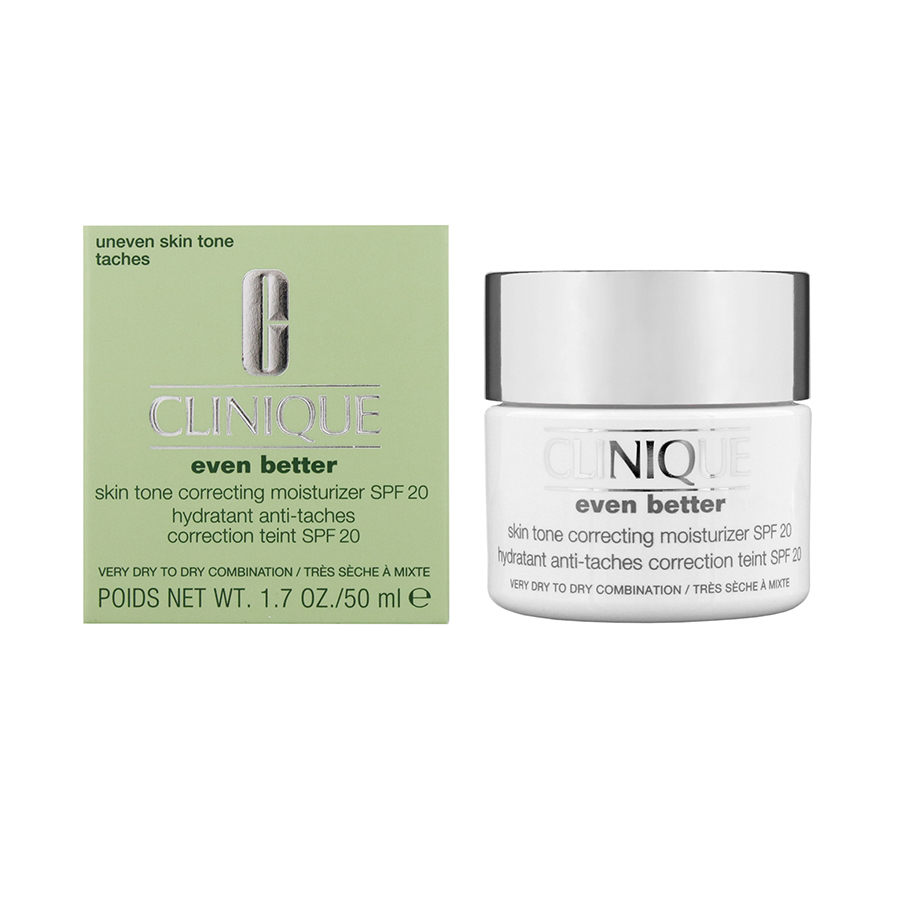 uneven skin tone
taches
CLINIQUE
even better
skin tone correcting moisturizer SPF 20
hydratant anti-taches
correction teint SPF 20
VERY DRY TO DRY COMBINATION / TRÈS SÈCHE À MIXTE
POIDS NET WT. 1.7 OZ./50 ml ℮
CLINIQUE
even better
skin tone correcting moisturizer SPF 20
hydratant anti-taches correction teint SPF 20
VERY DRY TO DRY COMBINATION / TRÈS SÈCHE À MIXTE